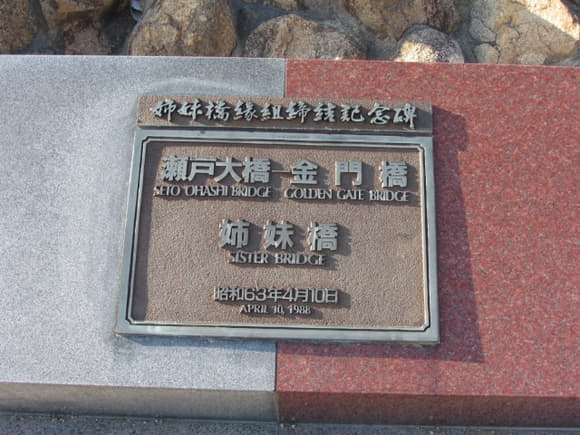 姉妹橋縁組締結記念碑
瀬戸大橋－金門橋
SETO OHASHI BRIDGE GOLDEN GATE BRIDGE
姉妹橋
SISTER BRIDGE
昭和63年4月10日
APRIL 10, 1988